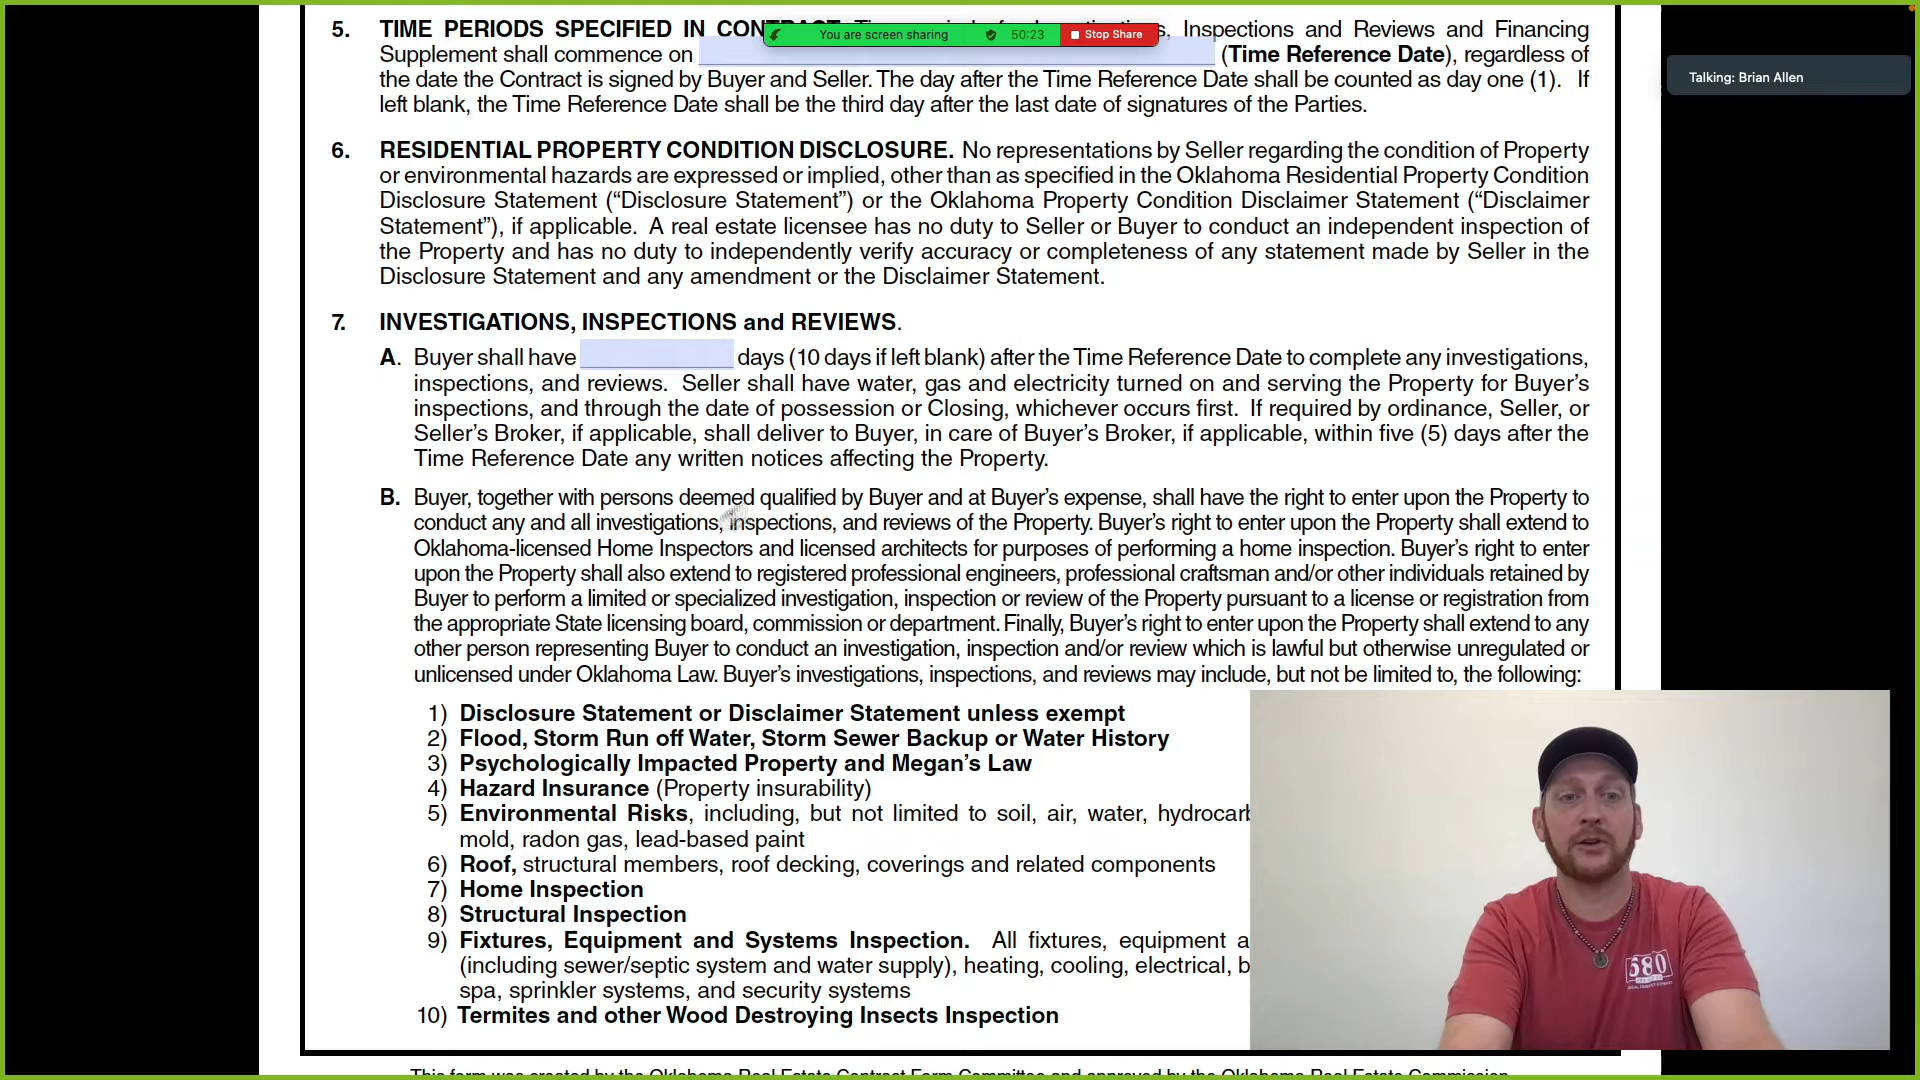 5. TIME PERIODS SPECIFIED IN CONTRACT. Inspections and Reviews and Financing
You are screen sharing 50:23 Stop Share
Supplement shall commence on (Time Reference Date), regardless of
the date the Contract is signed by Buyer and Seller. The day after the Time Reference Date shall be counted as day one (1). If
left blank, the Time Reference Date shall be the third day after the last date of signatures of the Parties.
Talking: Brian Allen
6. RESIDENTIAL PROPERTY CONDITION DISCLOSURE. No representations by Seller regarding the condition of Property
or environmental hazards are expressed or implied, other than as specified in the Oklahoma Residential Property Condition
Disclosure Statement (“Disclosure Statement”) or the Oklahoma Property Condition Disclaimer Statement (“Disclaimer
Statement”), if applicable. A real estate licensee has no duty to Seller or Buyer to conduct an independent inspection of
the Property and has no duty to independently verify accuracy or completeness of any statement made by Seller in the
Disclosure Statement and any amendment or the Disclaimer Statement.
7. INVESTIGATIONS, INSPECTIONS and REVIEWS.
A. Buyer shall have days (10 days if left blank) after the Time Reference Date to complete any investigations,
inspections, and reviews. Seller shall have water, gas and electricity turned on and serving the Property for Buyer’s
inspections, and through the date of possession or Closing, whichever occurs first. If required by ordinance, Seller, or
Seller’s Broker, if applicable, shall deliver to Buyer, in care of Buyer’s Broker, if applicable, within five (5) days after the
Time Reference Date any written notices affecting the Property.
B. Buyer, together with persons deemed qualified by Buyer and at Buyer’s expense, shall have the right to enter upon the Property to
conduct any and all investigations, inspections, and reviews of the Property. Buyer’s right to enter upon the Property shall extend to
Oklahoma-licensed Home Inspectors and licensed architects for purposes of performing a home inspection. Buyer’s right to enter
upon the Property shall also extend to registered professional engineers, professional craftsman and/or other individuals retained by
Buyer to perform a limited or specialized investigation, inspection or review of the Property pursuant to a license or registration from
the appropriate State licensing board, commission or department. Finally, Buyer’s right to enter upon the Property shall extend to any
other person representing Buyer to conduct an investigation, inspection and/or review which is lawful but otherwise unregulated or
unlicensed under Oklahoma Law. Buyer’s investigations, inspections, and reviews may include, but not be limited to, the following:
1) Disclosure Statement or Disclaimer Statement unless exempt
2) Flood, Storm Run off Water, Storm Sewer Backup or Water History
3) Psychologically Impacted Property and Megan’s Law
4) Hazard Insurance (Property insurability)
5) Environmental Risks, including, but not limited to soil, air, water, hydrocarb
mold, radon gas, lead-based paint
6) Roof, structural members, roof decking, coverings and related components
7) Home Inspection
8) Structural Inspection
9) Fixtures, Equipment and Systems Inspection. All fixtures, equipment a
(including sewer/septic system and water supply), heating, cooling, electrical, b
spa, sprinkler systems, and security systems
10) Termites and other Wood Destroying Insects Inspection
580
This form was created by the Oklahoma Real Estate Contract Form Committee and approved by the Oklahoma Real Estate Commission